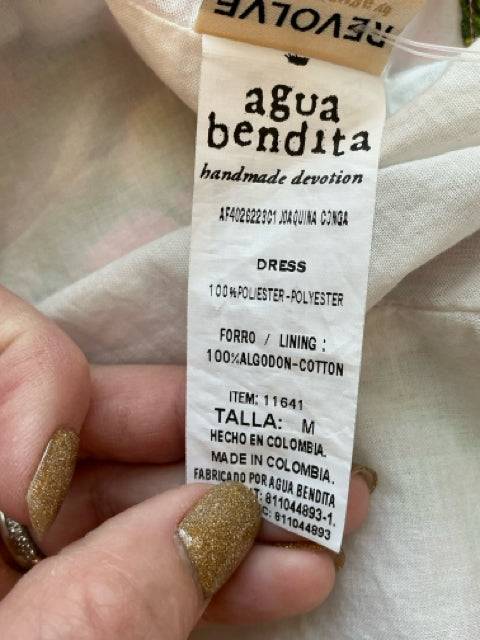 REVOLVE
agua
bendita
handmade devotion
AF402622301 JOAQUINA CONGA
DRESS
100%POLIESTER-POLYESTER
FORRO / LINING :
100%ALGODON-COTTON
ITEM: 11641
TALLA: M
HECHO EN COLOMBIA.
MADE IN COLOMBIA.
FABRICADO POR AGUA BENDITA
T: 811044893-1.
C: 811044893